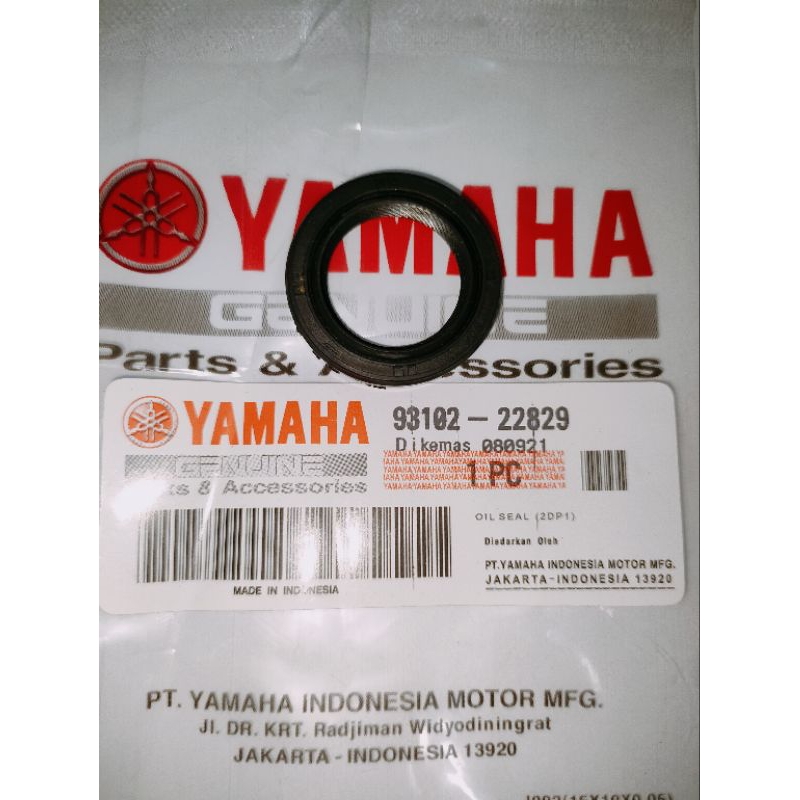 YAMAHA
GENUINE
Parts & A ssories
YAMAHA 93102-22829
Dikemas 080921
GENUINE
ts & Accessories
1 PC
OIL SEAL (2DP1)
Diedarkan Oleh
PT.YAMAHA INDONESIA MOTOR MFG.
JAKARTA-INDONESIA 13920
MADE IN INDONESIA
PT. YAMAHA INDONESIA MOTOR MFG.
Jl. DR. KRT. Radjiman Widyodiningrat
JAKARTA - INDONESIA 13920